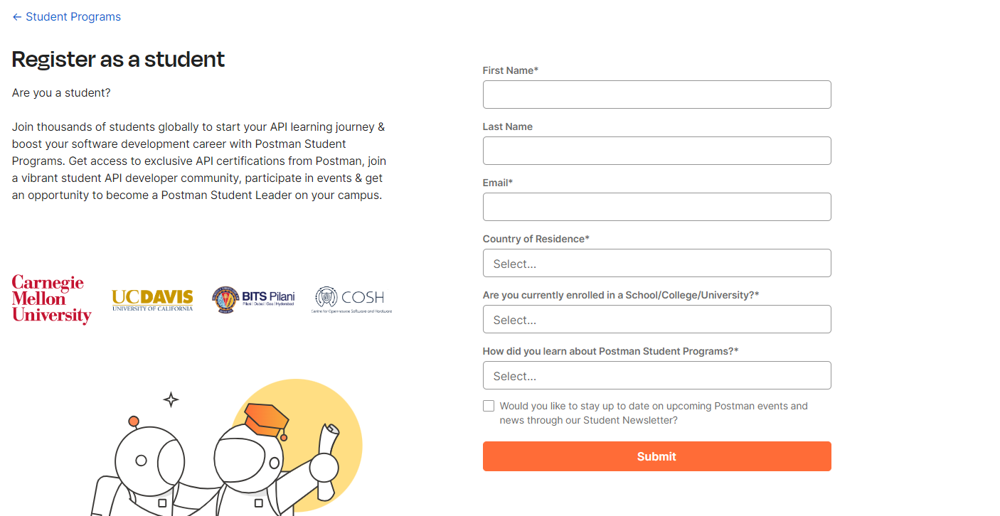 ← Student Programs
Register as a student
Are you a student?
Join thousands of students globally to start your API learning journey &
boost your software development career with Postman Student
Programs. Get access to exclusive API certifications from Postman, join
a vibrant student API developer community, participate in events & get
an opportunity to become a Postman Student Leader on your campus.
Carnegie
Mellon
University
UCDAVIS
UNIVERSITY OF CALIFORNIA
BITS Pilani
Pilani | Dubai | Goa | Hyderabad
COSH
Centre for Open-source Software and Hardware
First Name*
Last Name
Email*
Country of Residence*
Select...
Are you currently enrolled in a School/College/University?*
Select...
How did you learn about Postman Student Programs?*
Select...
Would you like to stay up to date on upcoming Postman events and
news through our Student Newsletter?
Submit